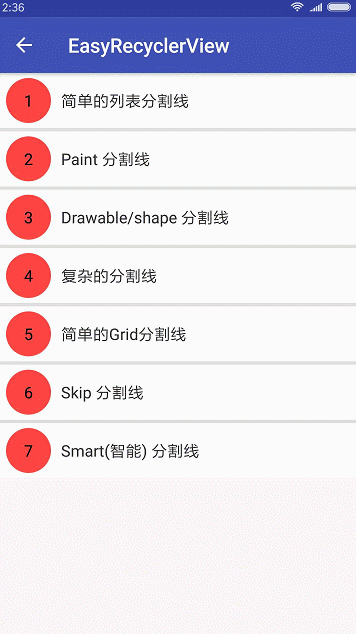 2:36
EasyRecyclerView
1 简单的列表分割线
2 Paint 分割线
3 Drawable/shape 分割线
4 复杂的分割线
5 简单的Grid分割线
6 Skip 分割线
7 Smart(智能) 分割线